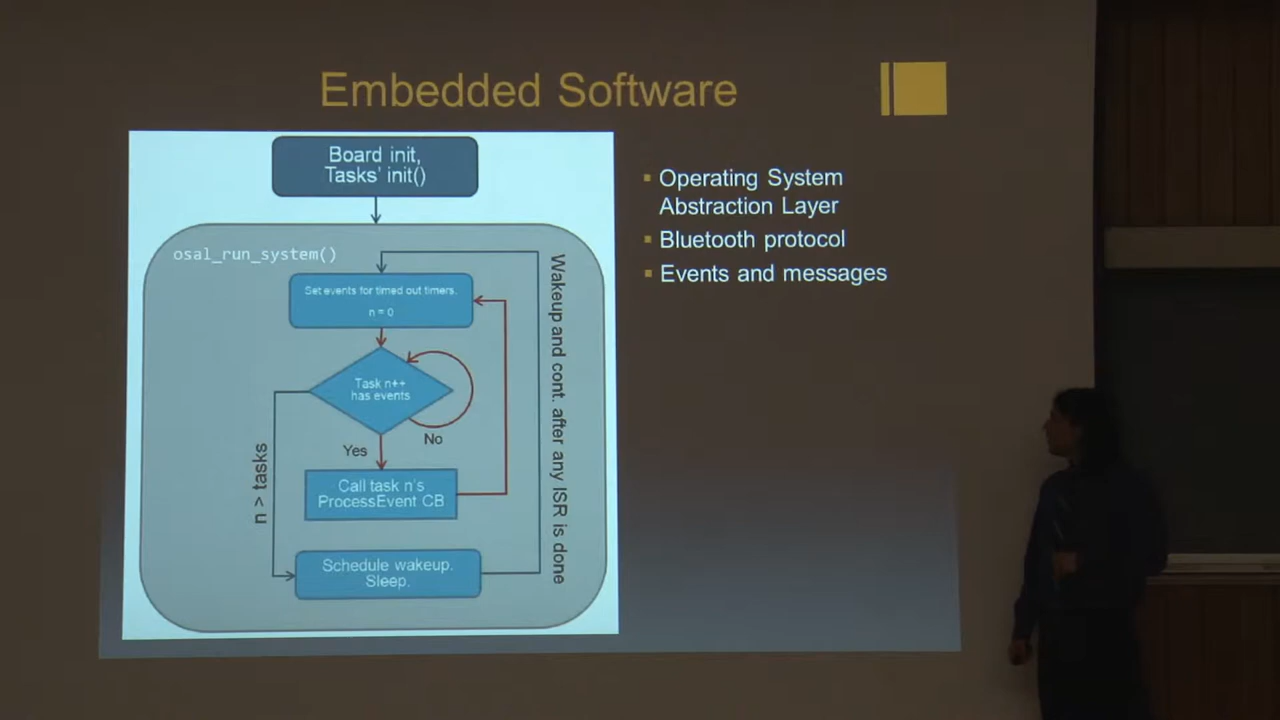 Embedded Software
Board init,
Tasks' init()
osal_run_system()
Set events for timed out timers.
n = 0
Task n++
has events
No
Yes
Call task n's
ProcessEvent CB
n > tasks
Schedule wakeup.
Sleep.
Wakeup and cont. after any ISR is done
▪ Operating System
Abstraction Layer
▪ Bluetooth protocol
▪ Events and messages